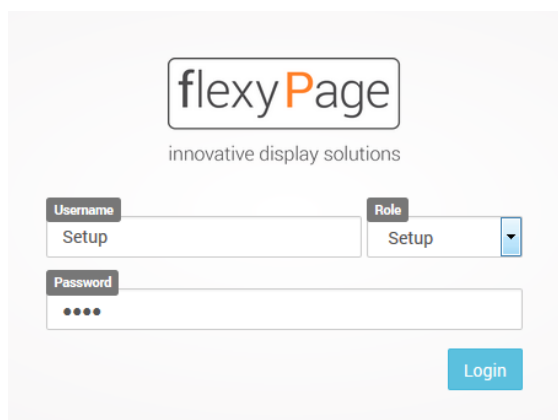 flexyPage
innovative display solutions
Username Role
Setup Setup
Password
••••
Login